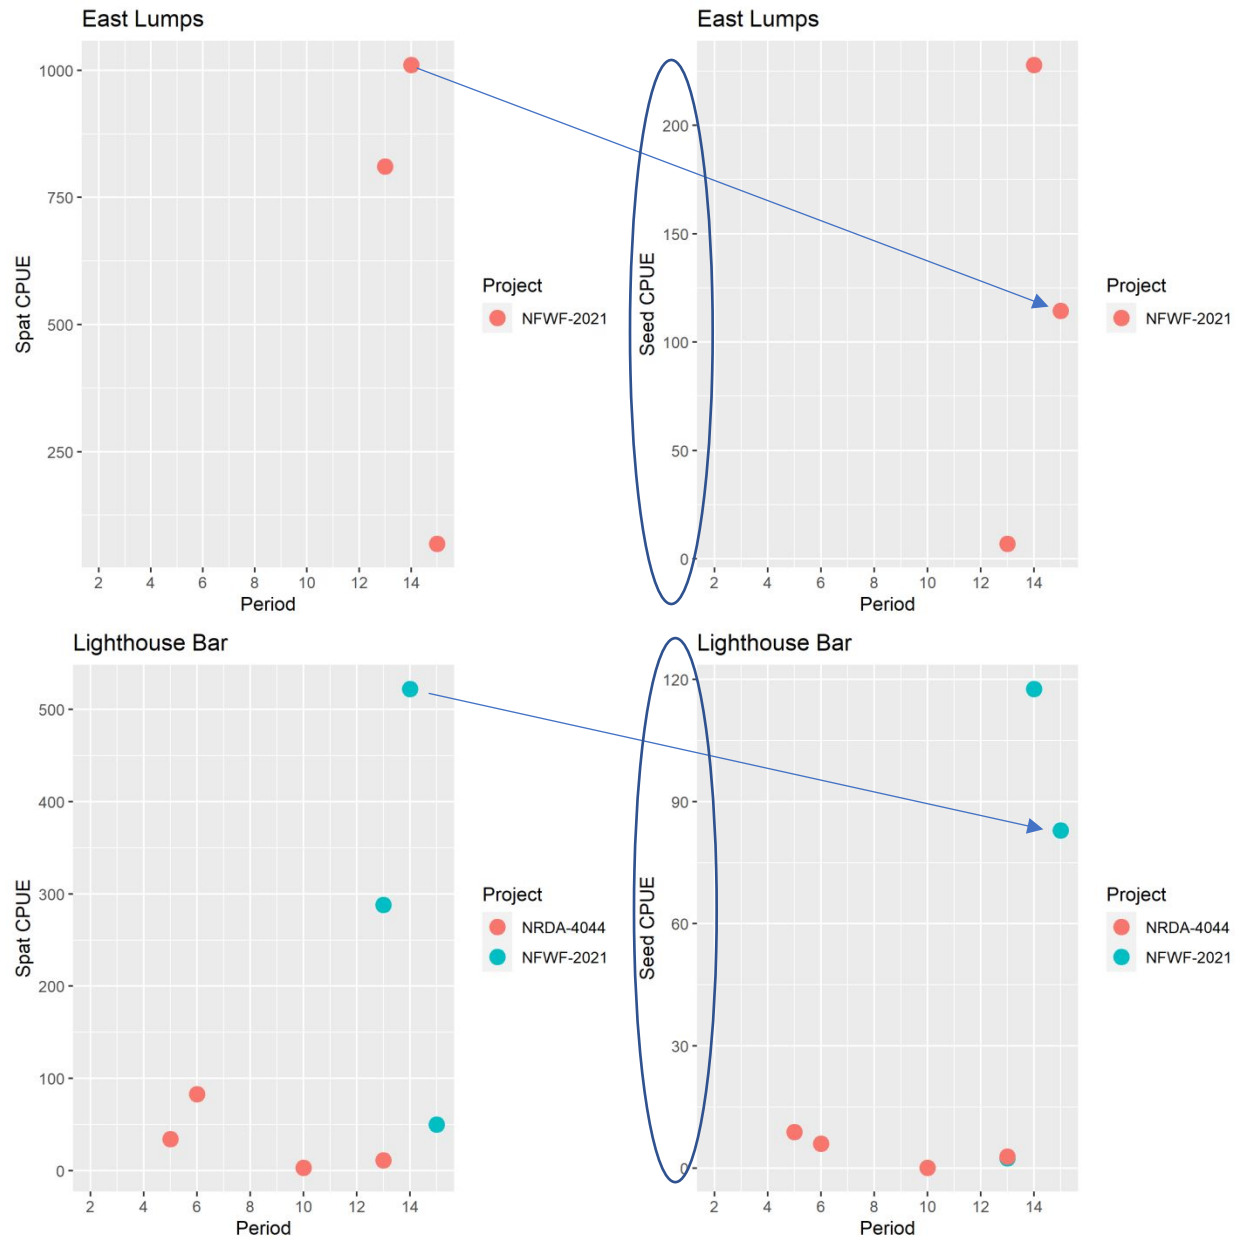 East Lumps
1000
750
500
250
Spat CPUE
2 4 6 8 10 12 14
Period
Project
NFWF-2021
East Lumps
200
150
100
50
0
Seed CPUE
2 4 6 8 10 12 14
Period
Project
NFWF-2021
Lighthouse Bar
500
400
300
200
100
0
Spat CPUE
2 4 6 8 10 12 14
Period
Project
NRDA-4044
NFWF-2021
Lighthouse Bar
120
90
60
30
0
Seed CPUE
2 4 6 8 10 12 14
Period
Project
NRDA-4044
NFWF-2021